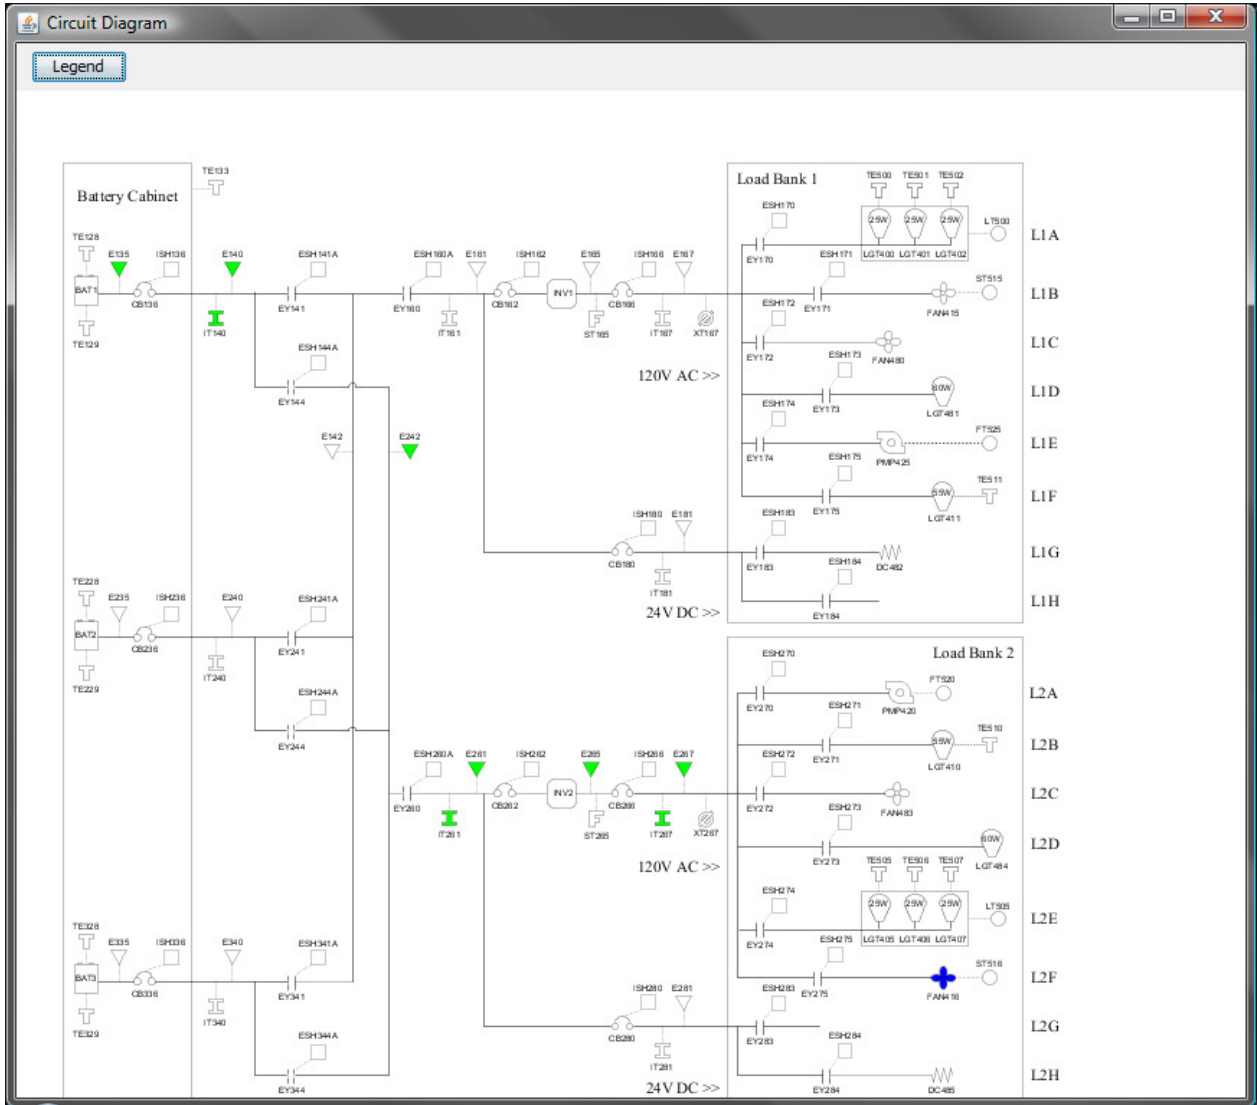 Circuit Diagram
Legend
Battery Cabinet
TE133
Load Bank 1
TE500 TE501 TE502
ESH170
25W 25W 25W
LT500
L1A
TE128
E135 ISH136 E140 ESH141A ESH160A E161 ISH162 E165 ISH166 E167
EY170
ESH171
LGT400 LGT401 LGT402
ST515
BAT1
INV1
L1B
CB136 EY141 EY160 CB162 CB166
ESH172
EY171
FAN415
TE129
IT140 IT161 ST165 IT167 XT167
ESH144A
EY172
ESH173
FAN480
L1C
120V AC >>
EY144
60W
L1D
ESH174
EY173
LGT481
E142 E242
FT525
L1E
EY174
ESH175
PMP425
TE511
55W
L1F
EY175
LGT411
ISH180 E181
ESH183
L1G
CB180
EY183
ESH184
DC482
IT181
TE228
E235 ISH236 E240 ESH241A
L1H
24V DC >>
EY184
BAT2
CB236 EY241
Load Bank 2
ESH270
IT240
TE229
ESH244A
FT520
L2A
EY270
ESH271
PMP420
TE510
EY244
55W
L2B
ESH260A E261 ISH262 E265 ISH266 E267
ESH272
EY271
LGT410
INV2
L2C
EY260 CB262 CB266
EY272
ESH273
FAN483
IT261 ST265 IT267 XT267
60W
L2D
120V AC >>
EY273
TE505 TE506 TE507
LGT484
ESH274
25W 25W 25W
LT505
L2E
TE328
E335 ISH336 E340 ESH341A
EY274
ESH275
LGT405 LGT406 LGT407
ST516
BAT3
L2F
CB336 EY341
ISH280 E281
ESH283
EY275
FAN416
IT340
TE329
ESH344A
CB280
EY283
ESH284
L2G
IT281
L2H
EY344
24V DC >>
EY284
DC485